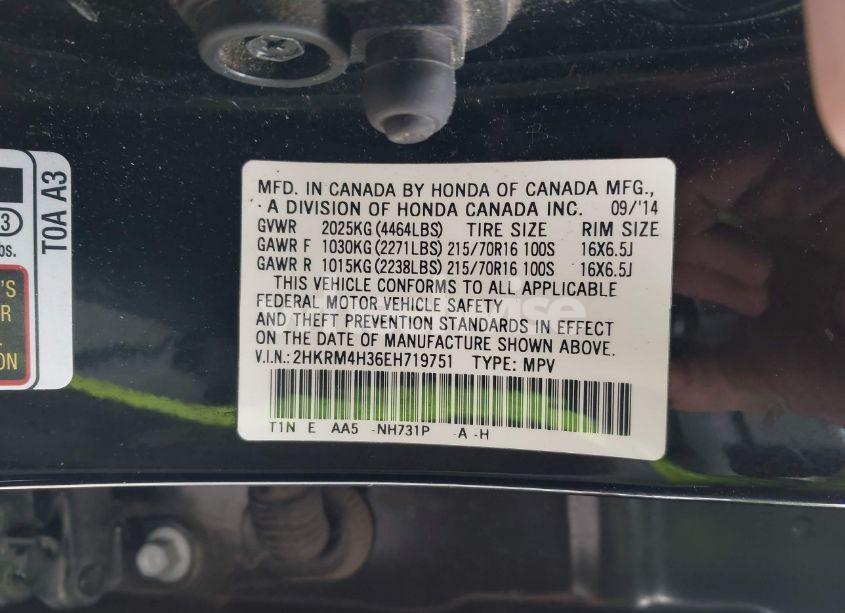 MFD. IN CANADA BY HONDA OF CANADA MFG.,
A DIVISION OF HONDA CANADA INC. 09/'14
GVWR 2025KG (4464LBS) TIRE SIZE RIM SIZE
GAWR F 1030KG (2271LBS) 215/70R16 100S 16X6.5J
GAWR R 1015KG (2238LBS) 215/70R16 100S 16X6.5J
THIS VEHICLE CONFORMS TO ALL APPLICABLE
FEDERAL MOTOR VEHICLE SAFETY
AND THEFT PREVENTION STANDARDS IN EFFECT
ON THE DATE OF MANUFACTURE SHOWN ABOVE.
V.I.N.: 2HKRM4H36EH719751 TYPE: MPV
T1N E AA5 -NH731P -A -H
T0A A3
3)
bs.
'S
R
ON